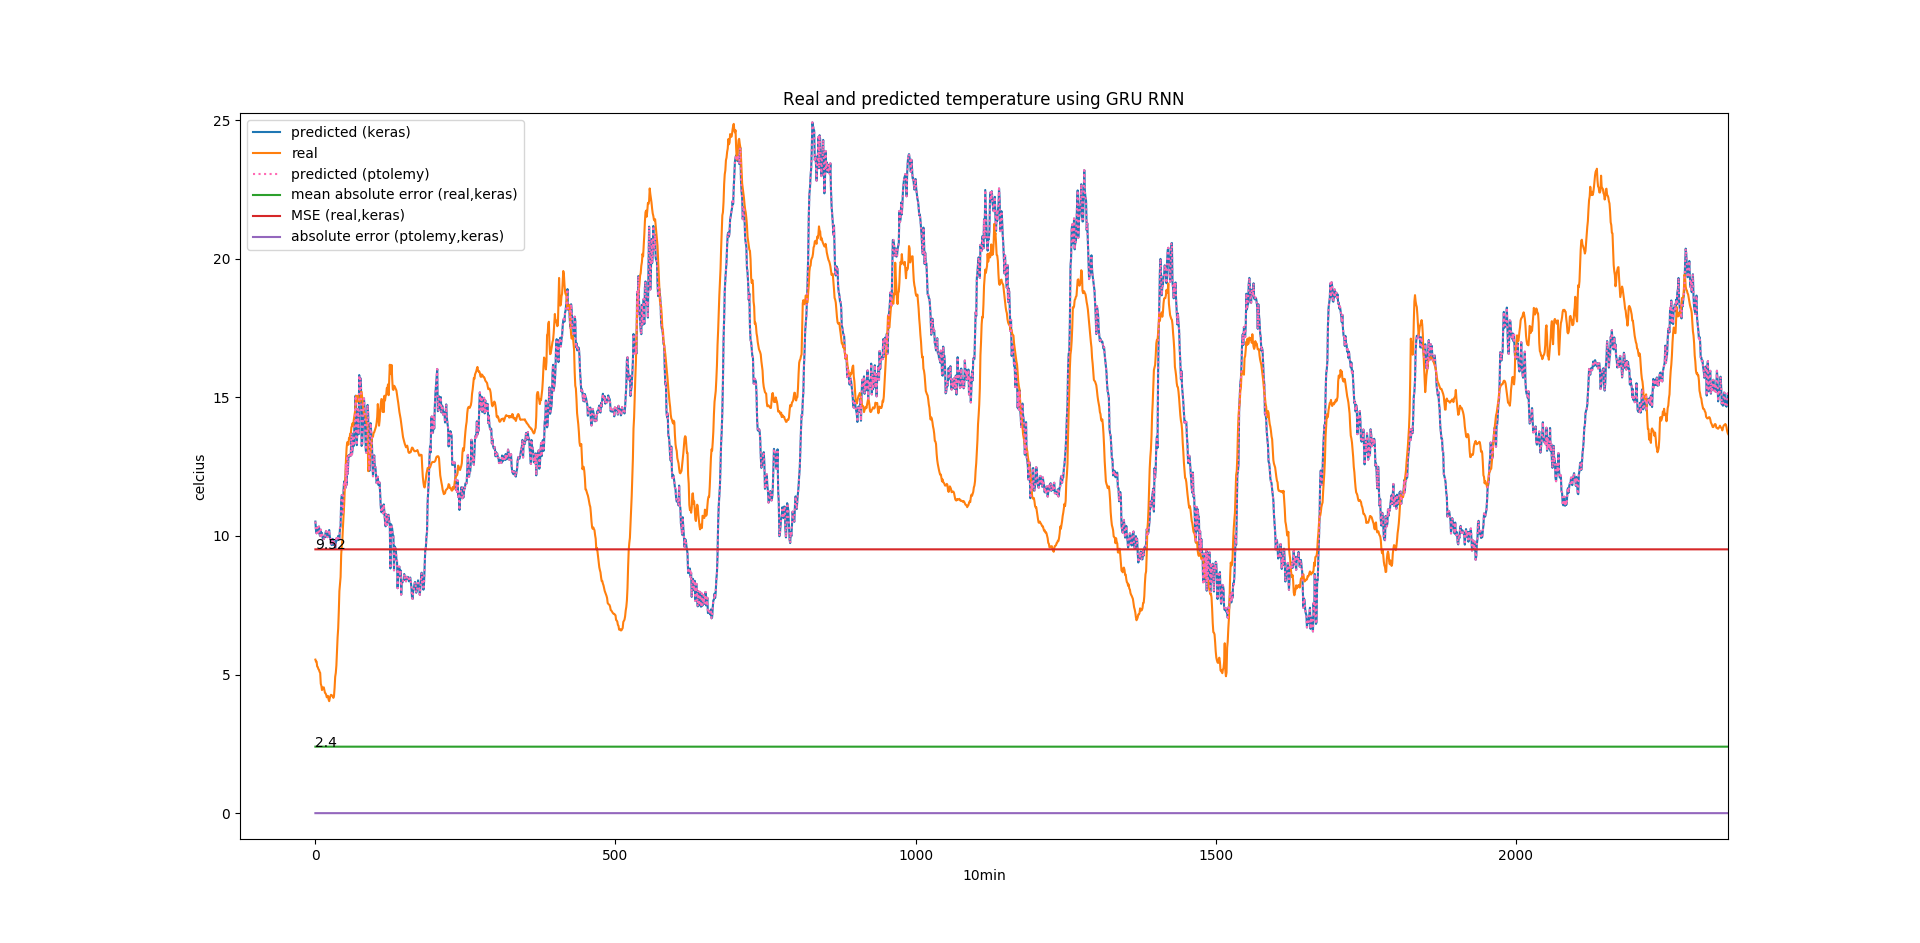 Real and predicted temperature using GRU RNN
predicted (keras)
real
predicted (ptolemy)
mean absolute error (real,keras)
MSE (real,keras)
absolute error (ptolemy,keras)
celcius
25
20
15
10
5
0
2.4
0
500
1000
1500
2000
10min